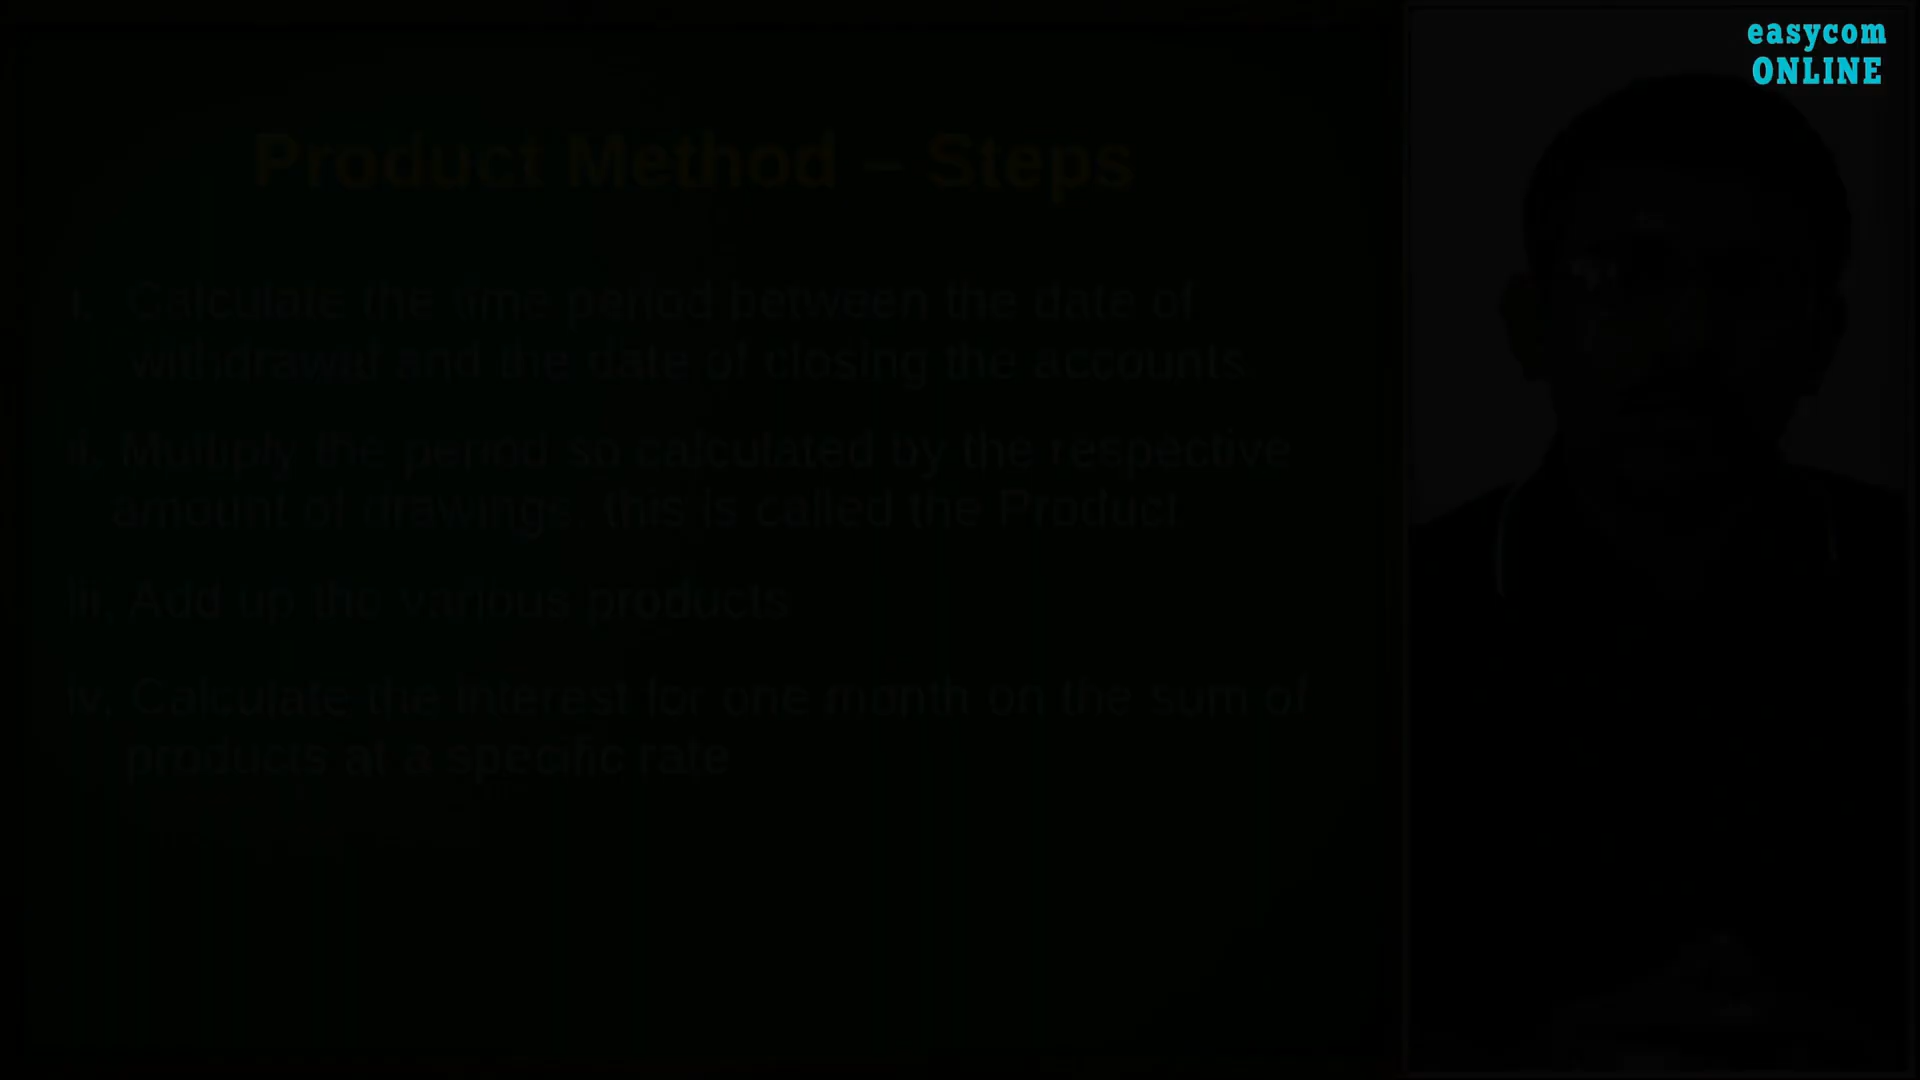 easycom
ONLINE
Product Method – Steps
i. Calculate the time period between the date of
withdrawal and the date of closing the accounts.
ii. Multiply the period so calculated by the respective
amount of drawings, this is called the Product.
iii. Add up the various products
iv. Calculate the interest for one month on the sum of
products at a specific rate